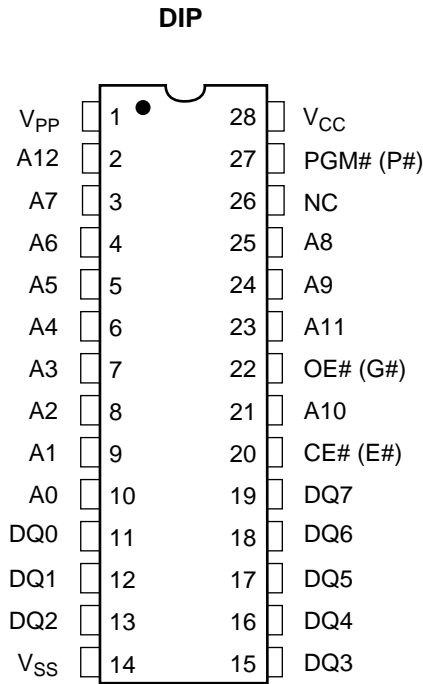 DIP
VPP 1 28 VCC
A12 2 27 PGM# (P#)
A7 3 26 NC
A6 4 25 A8
A5 5 24 A9
A4 6 23 A11
A3 7 22 OE# (G#)
A2 8 21 A10
A1 9 20 CE# (E#)
A0 10 19 DQ7
DQ0 11 18 DQ6
DQ1 12 17 DQ5
DQ2 13 16 DQ4
VSS 14 15 DQ3